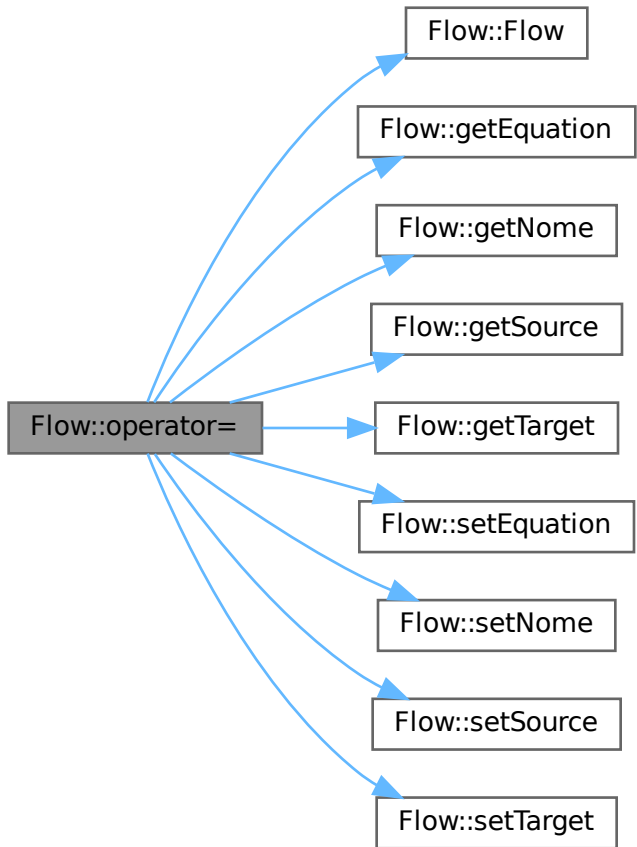 Flow::Flow
Flow::getEquation
Flow::getNome
Flow::getSource
Flow::operator=
Flow::getTarget
Flow::setEquation
Flow::setNome
Flow::setSource
Flow::setTarget